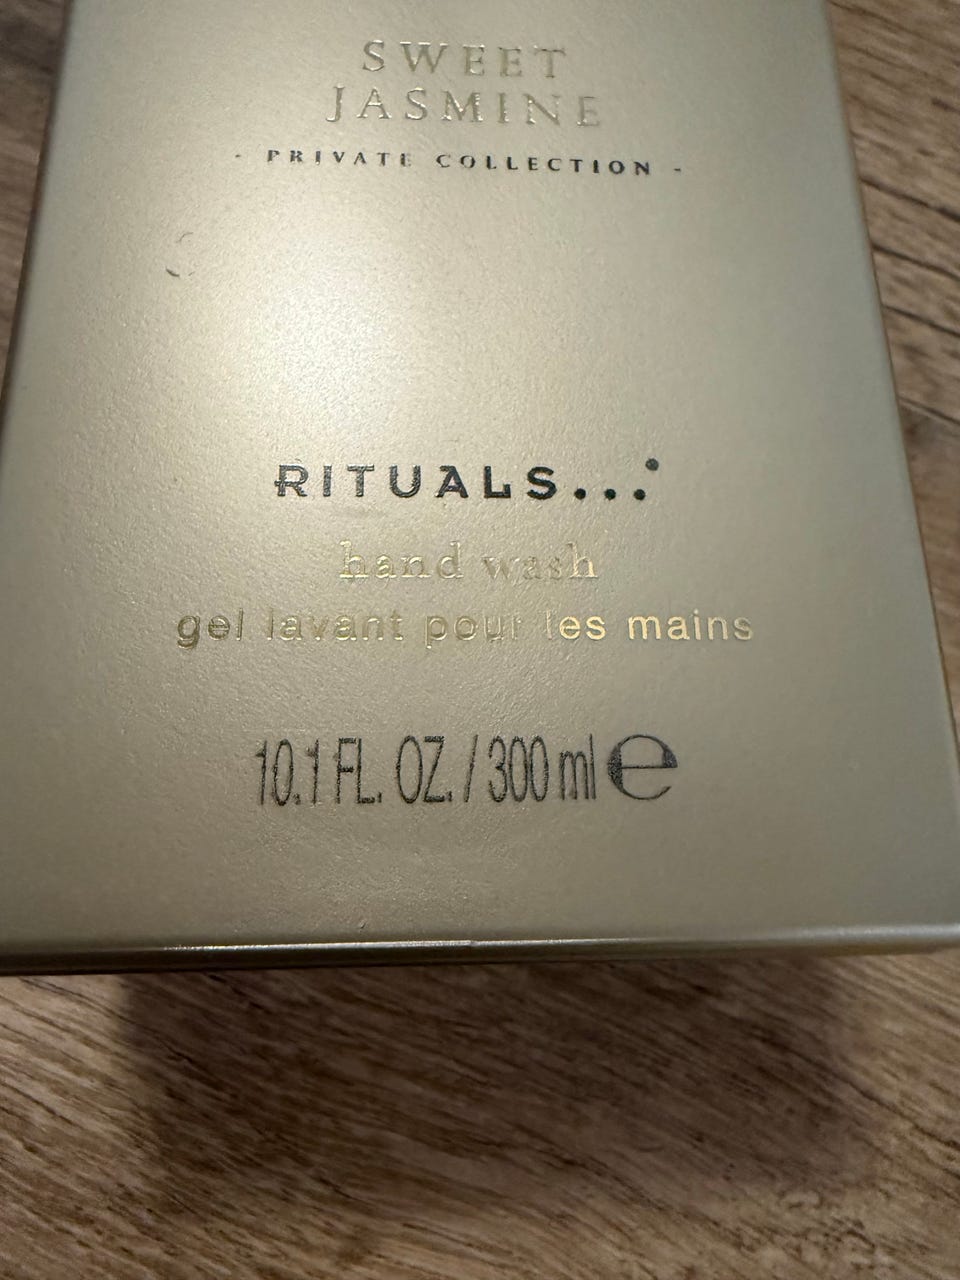 SWEET
JASMINE
- PRIVATE COLLECTION -
RITUALS...
hand wash
gel lavant pour les mains
10.1 FL. OZ. / 300 ml ℮